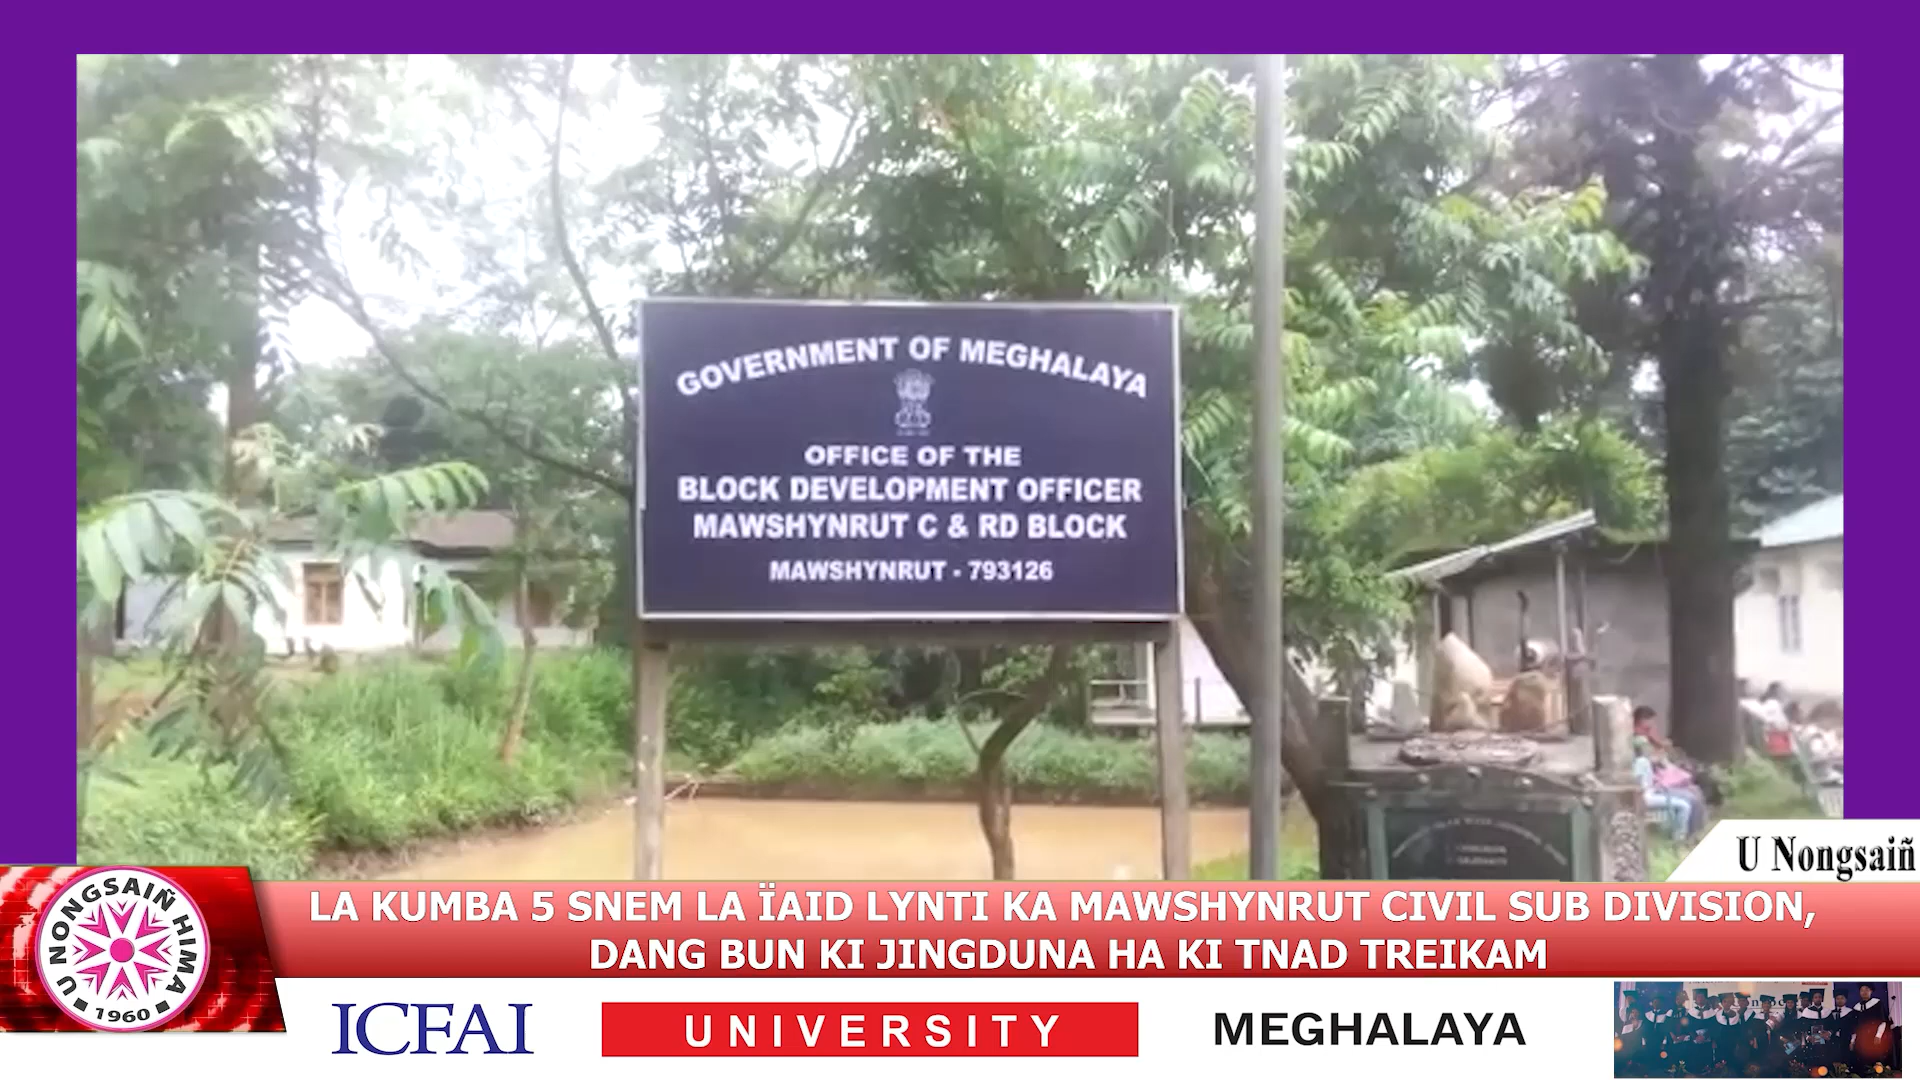 GOVERNMENT OF MEGHALAYA
OFFICE OF THE
BLOCK DEVELOPMENT OFFICER
MAWSHYNRUT C & RD BLOCK
MAWSHYNRUT - 793126
U Nongsaiñ
U NONGSAIÑ HIMA
1960
LA KUMBA 5 SNEM LA ÏAID LYNTI KA MAWSHYNRUT CIVIL SUB DIVISION,
DANG BUN KI JINGDUNA HA KI TNAD TREIKAM
ICFAI UNIVERSITY MEGHALAYA